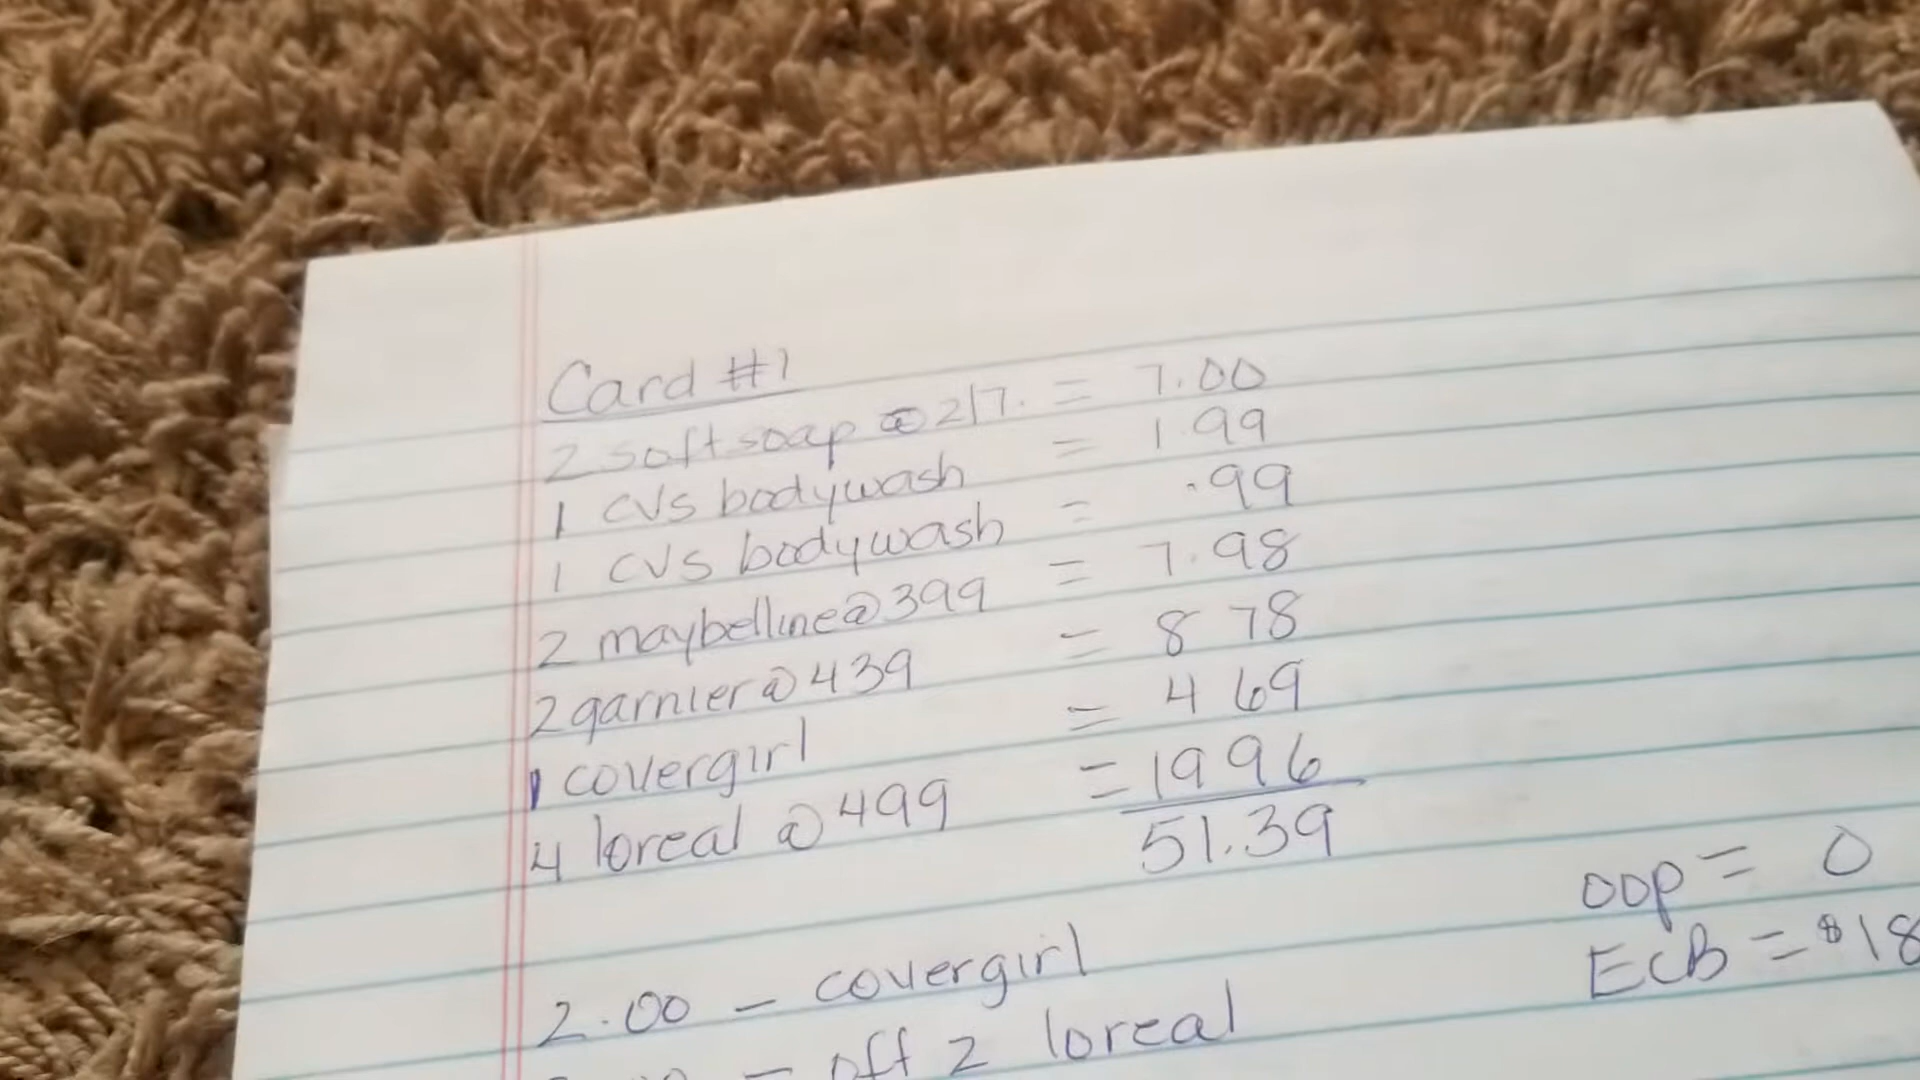 Card #1
2 softsoap @ 2/7. = 7.00
1 CVS bodywash = 1.99
1 CVS bodywash = .99
2 maybelline @ 399 = 7.98
2 garnier @ 439 = 8 78
1 covergirl = 4 69
4 loreal @ 499 = 19 96
51.39
OOP = 0
ECB = $18
2.00 - covergirl
- off 2 loreal